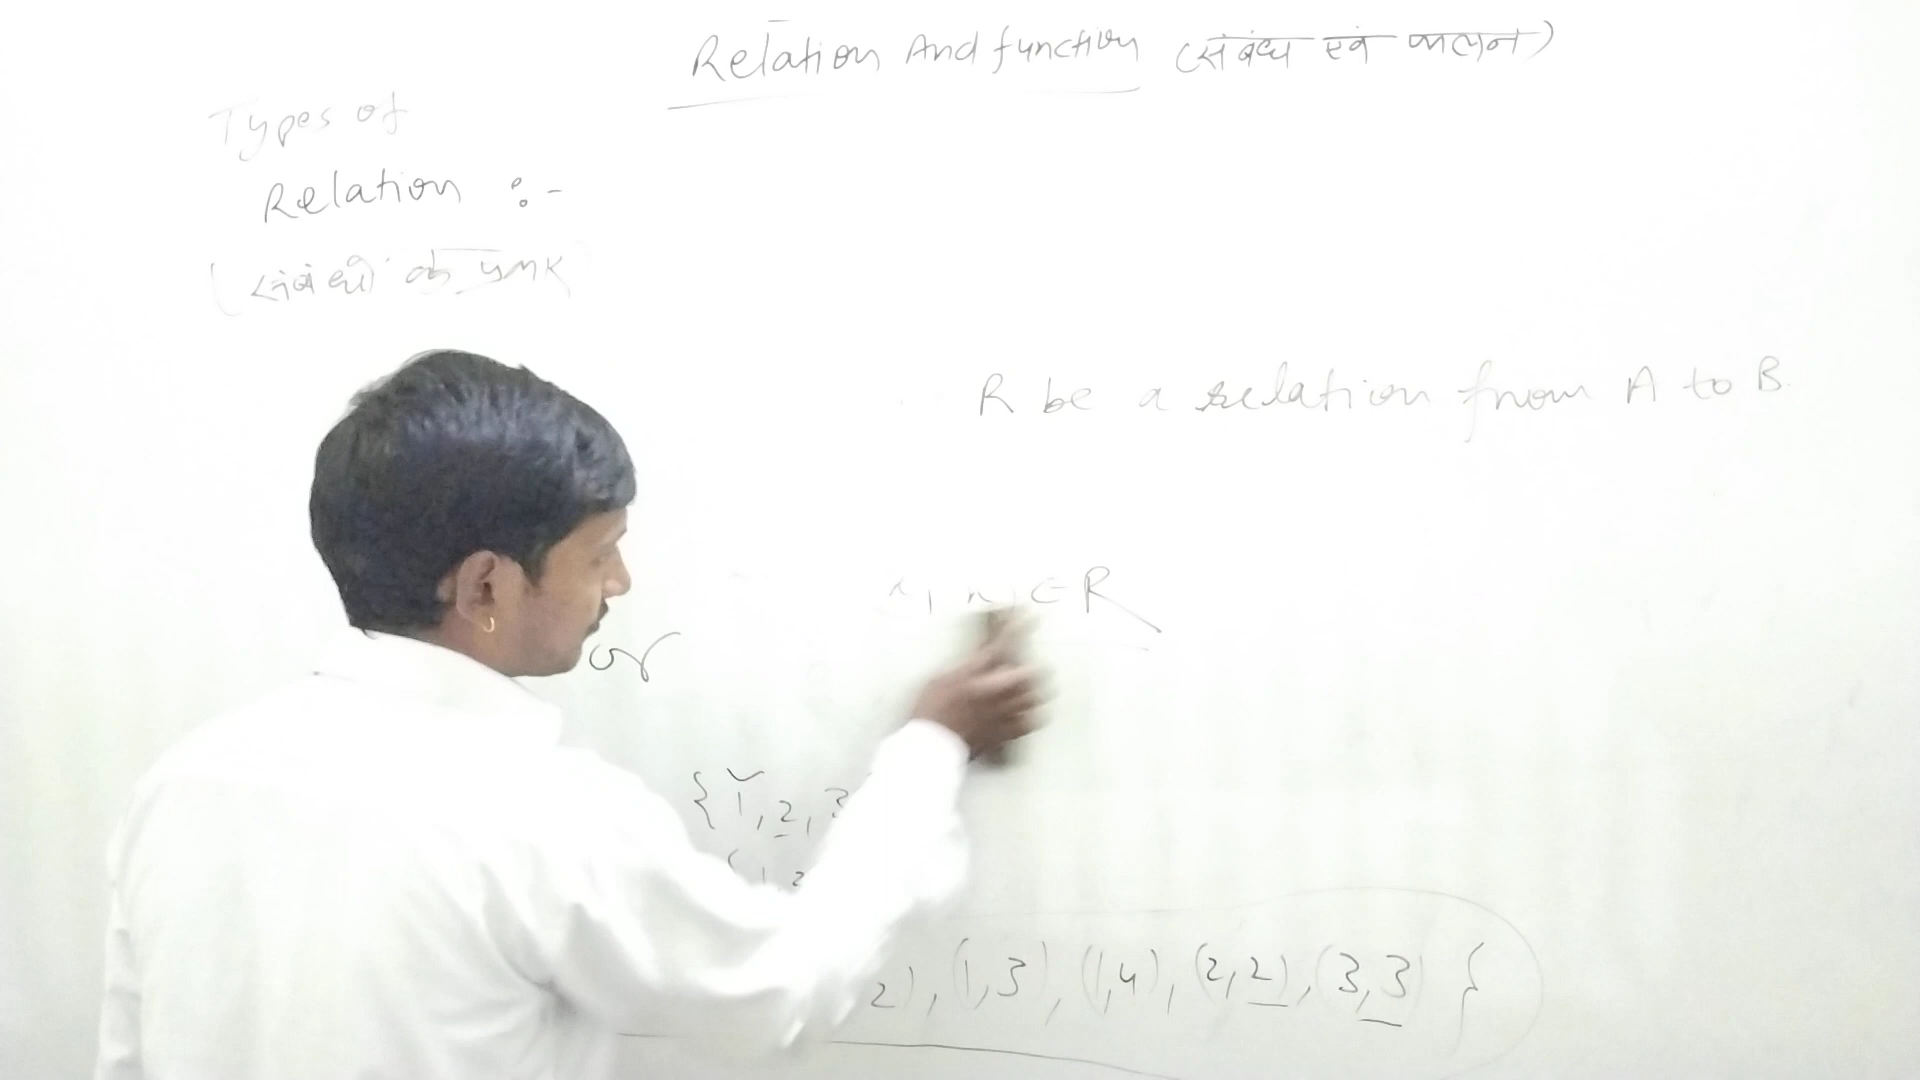 Relation And function (संबंध एवं फलन)
Types of
Relation :-
(संबंधो के
R be a relation from A to B.
∈ R
or
{1, 2, 3
2), (1,3), (1,4), (2,2), (3,3) }